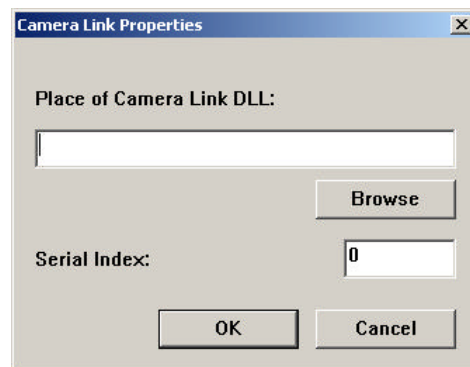 Camera Link Properties
Place of Camera Link DLL:
Browse
Serial Index:
0
OK
Cancel